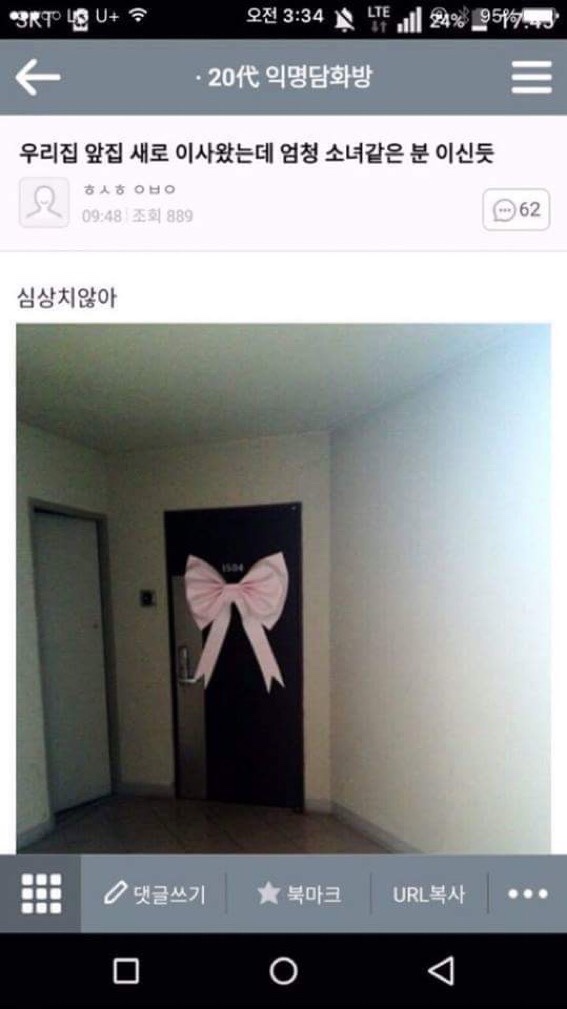 U+ 오전 3:34 LTE 24% 95%
· 20代 익명담화방
우리집 앞집 새로 이사왔는데 엄청 소녀같은 분 이신듯
ㅎㅅㅎ ㅇㅂㅇ
09:48 조회 889
62
심상치않아
1504
댓글쓰기 북마크 URL복사